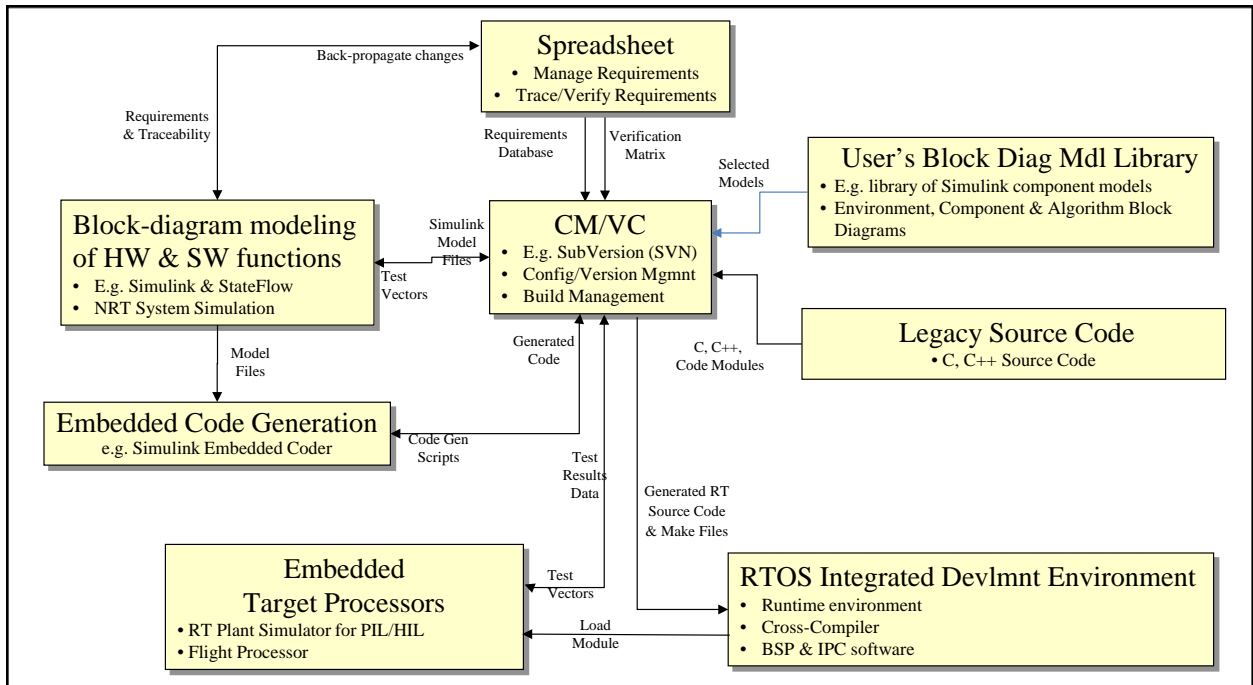 Spreadsheet
• Manage Requirements
• Trace/Verify Requirements
Back-propagate changes
Requirements
& Traceability
Requirements
Database
Verification
Matrix
User's Block Diag Mdl Library
• E.g. library of Simulink component models
• Environment, Component & Algorithm Block
Diagrams
Selected
Models
Block-diagram modeling
of HW & SW functions
• E.g. Simulink & StateFlow
• NRT System Simulation
Simulink
Model
Files
Test
Vectors
CM/VC
• E.g. SubVersion (SVN)
• Config/Version Mgmnt
• Build Management
Legacy Source Code
• C, C++ Source Code
C, C++,
Code Modules
Model
Files
Generated
Code
Embedded Code Generation
e.g. Simulink Embedded Coder
Code Gen
Scripts
Test
Results
Data
Generated RT
Source Code
& Make Files
Embedded
Target Processors
• RT Plant Simulator for PIL/HIL
• Flight Processor
Test
Vectors
Load
Module
RTOS Integrated Devlmnt Environment
• Runtime environment
• Cross-Compiler
• BSP & IPC software